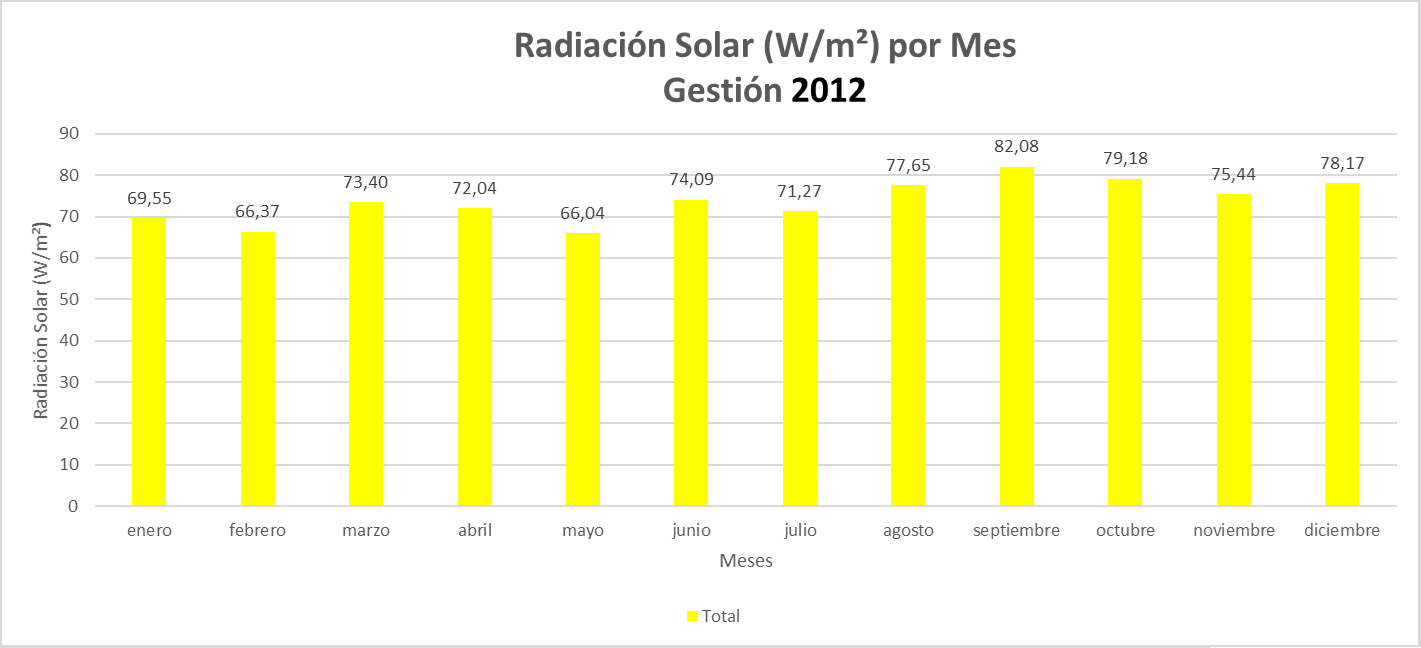 Radiación Solar (W/m²) por Mes
Gestión 2012
Radiación Solar (W/m²)
90
80
70
60
50
40
30
20
10
0
69,55
66,37
73,40
72,04
66,04
74,09
71,27
77,65
82,08
79,18
75,44
78,17
enero
febrero
marzo
abril
mayo
junio
julio
agosto
septiembre
octubre
noviembre
diciembre
Meses
Total